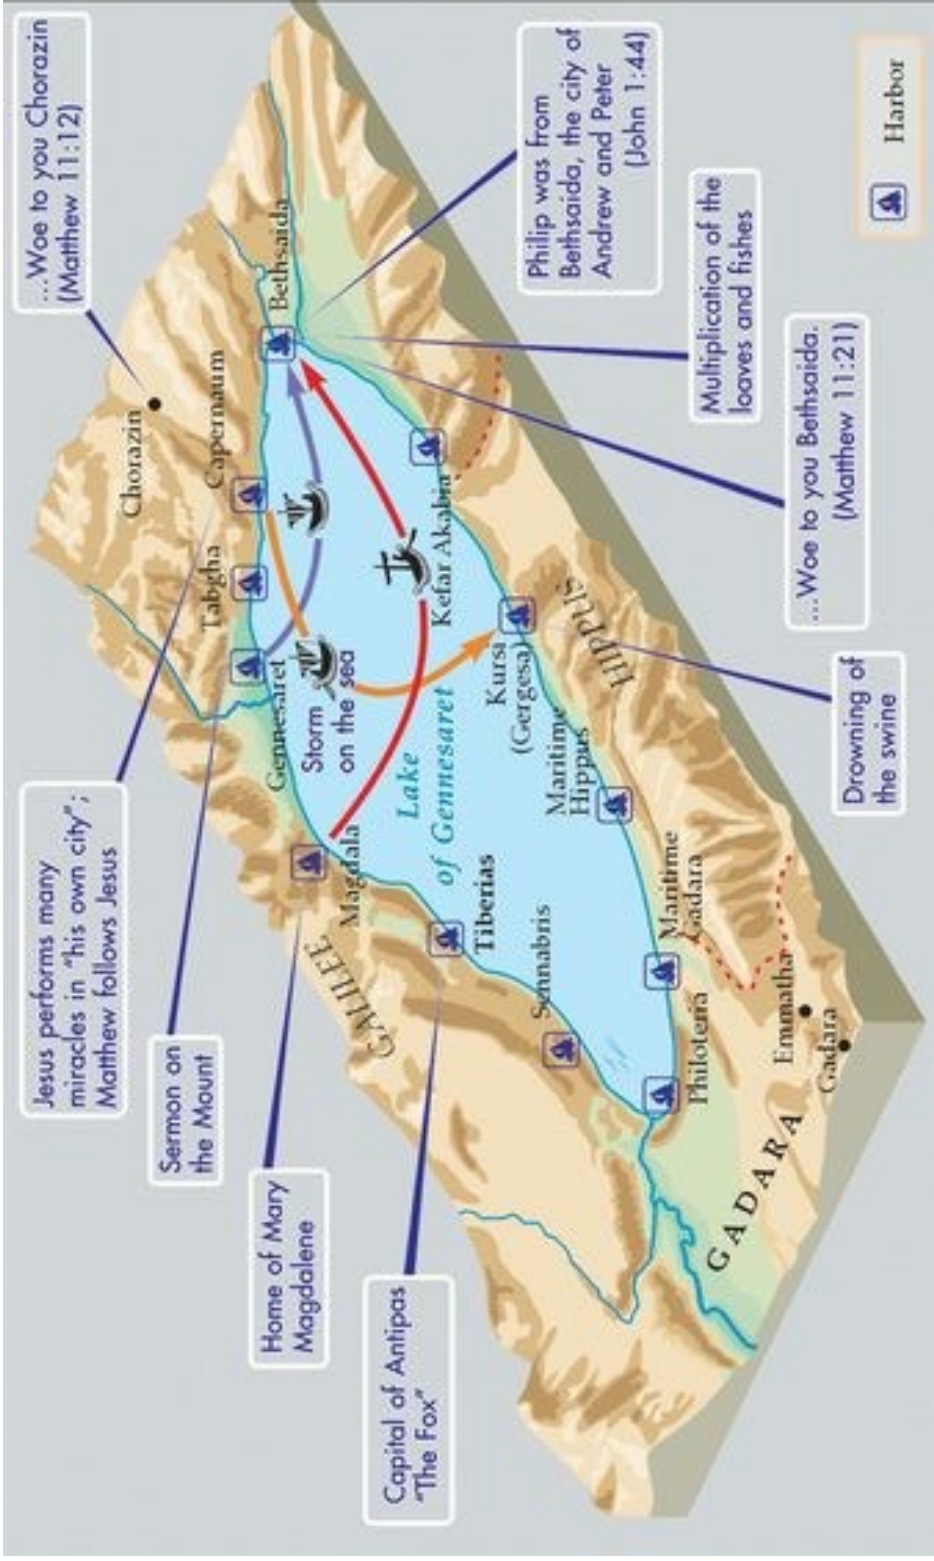 Capital of Antipas
"The Fox"
Home of Mary
Magdalene
Sermon on
the Mount
Jesus performs many
miracles in "his own city";
Matthew follows Jesus
...Woe to you Chorazin
(Matthew 11:12)
Chorazin
Capernaum
Bethsaida
Tabgha
Gennesaret
Storm
on the sea
Magdala
GALILEE
Lake
of Gennesaret
Tiberias
Sennabris
Kefar Akabia
Kursi
(Gergesa)
HIPPUS
Maritime
Hippus
Maritime
Gadara
Philoteria
Emmatha
Gadara
GADARA
Philip was from
Bethsaida, the city of
Andrew and Peter
(John 1:44)
Multiplication of the
loaves and fishes
...Woe to you Bethsaida.
(Matthew 11:21)
Drowning of
the swine
Harbor